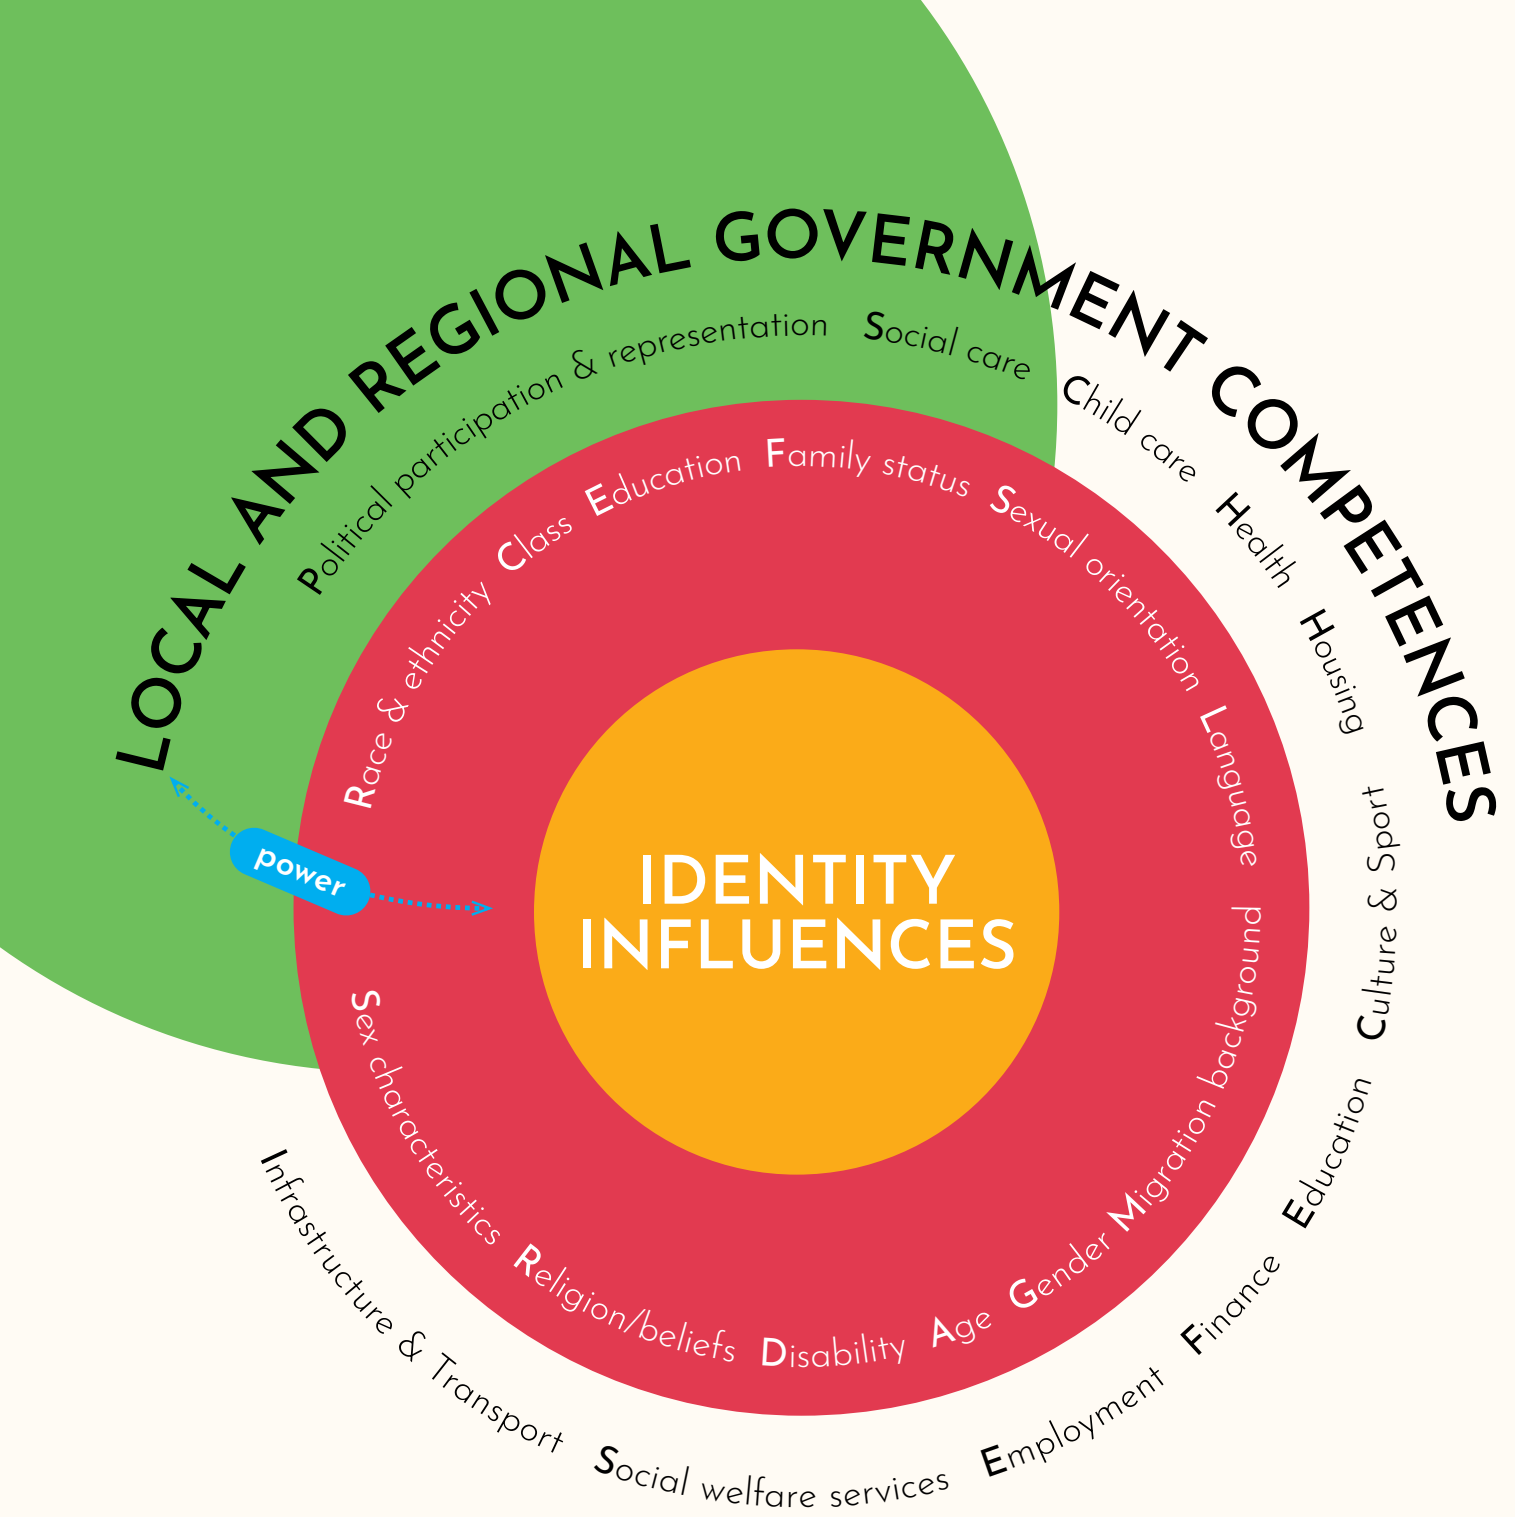 LOCAL AND REGIONAL GOVERNMENT COMPETENCES
Political participation & representation
Social care
Child care
Health
Housing
Culture & Sport
Education
Finance
Employment
Social welfare services
Infrastructure & Transport
power
Race & ethnicity
Class
Education
Family status
Sexual orientation
Language
Migration background
Gender
Age
Disability
Religion/beliefs
Sex characteristics
IDENTITY
INFLUENCES